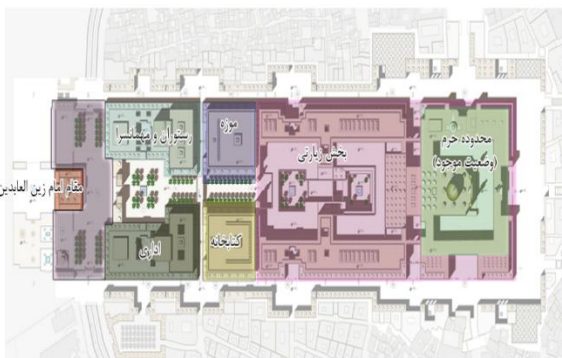 محدوده حرم
(وضعیت موجود)
بخش زیارتی
موزه
کتابخانه
رستوران و مهمانسرا
اداری
مقام امام زین العابدین